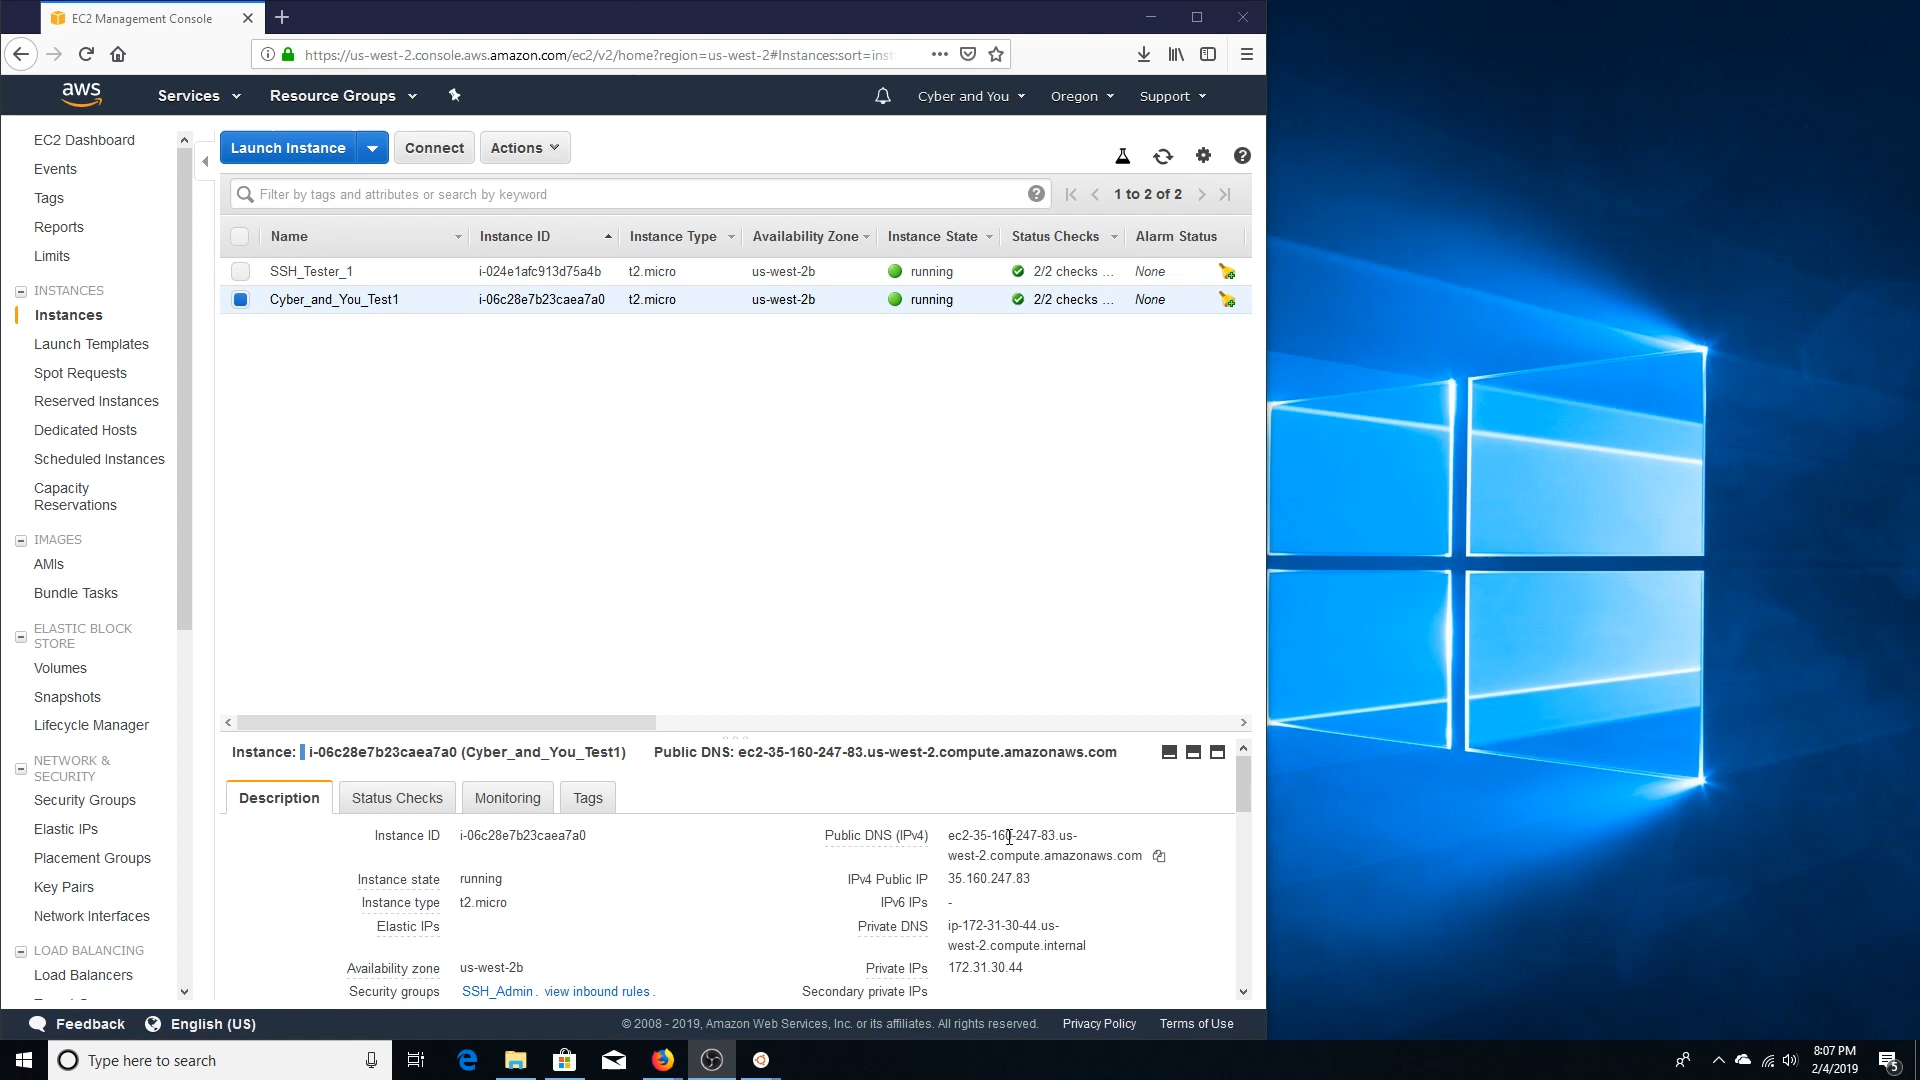 EC2 Management Console
https://us-west-2.console.aws.amazon.com/ec2/v2/home?region=us-west-2#Instances:sort=inst
aws
Services
Resource Groups
Cyber and You
Oregon
Support
EC2 Dashboard
Events
Tags
Reports
Limits
INSTANCES
Instances
Launch Templates
Spot Requests
Reserved Instances
Dedicated Hosts
Scheduled Instances
Capacity
Reservations
IMAGES
AMIs
Bundle Tasks
ELASTIC BLOCK
STORE
Volumes
Snapshots
Lifecycle Manager
NETWORK &
SECURITY
Security Groups
Elastic IPs
Placement Groups
Key Pairs
Network Interfaces
LOAD BALANCING
Load Balancers
Launch Instance
Connect
Actions
Filter by tags and attributes or search by keyword
1 to 2 of 2
Name Instance ID Instance Type Availability Zone Instance State Status Checks Alarm Status
SSH_Tester_1 i-024e1afc913d75a4b t2.micro us-west-2b running 2/2 checks ... None
Cyber_and_You_Test1 i-06c28e7b23caea7a0 t2.micro us-west-2b running 2/2 checks ... None
Instance: i-06c28e7b23caea7a0 (Cyber_and_You_Test1) Public DNS: ec2-35-160-247-83.us-west-2.compute.amazonaws.com
Description Status Checks Monitoring Tags
Instance ID i-06c28e7b23caea7a0
Instance state running
Instance type t2.micro
Elastic IPs
Availability zone us-west-2b
Security groups SSH_Admin. view inbound rules.
Public DNS (IPv4) ec2-35-160-247-83.us-
west-2.compute.amazonaws.com
IPv4 Public IP 35.160.247.83
IPv6 IPs -
Private DNS ip-172-31-30-44.us-
west-2.compute.internal
Private IPs 172.31.30.44
Secondary private IPs
Feedback English (US)
© 2008 - 2019, Amazon Web Services, Inc. or its affiliates. All rights reserved. Privacy Policy Terms of Use
Type here to search
8:07 PM
2/4/2019
5